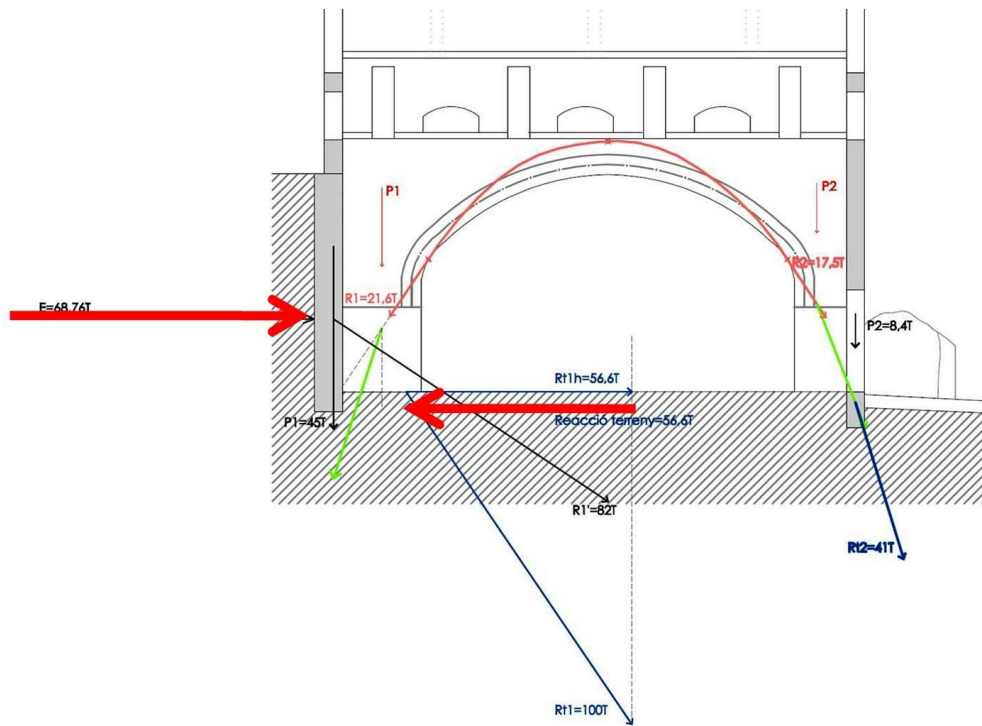 P1
P2
R2=17,5T
R1=21,6T
E=68,76T
P2=8,4T
Rt1h=56,6T
P1=45T
Reacció terreny=56,6T
R1'=82T
Rt2=41T
Rt1=100T